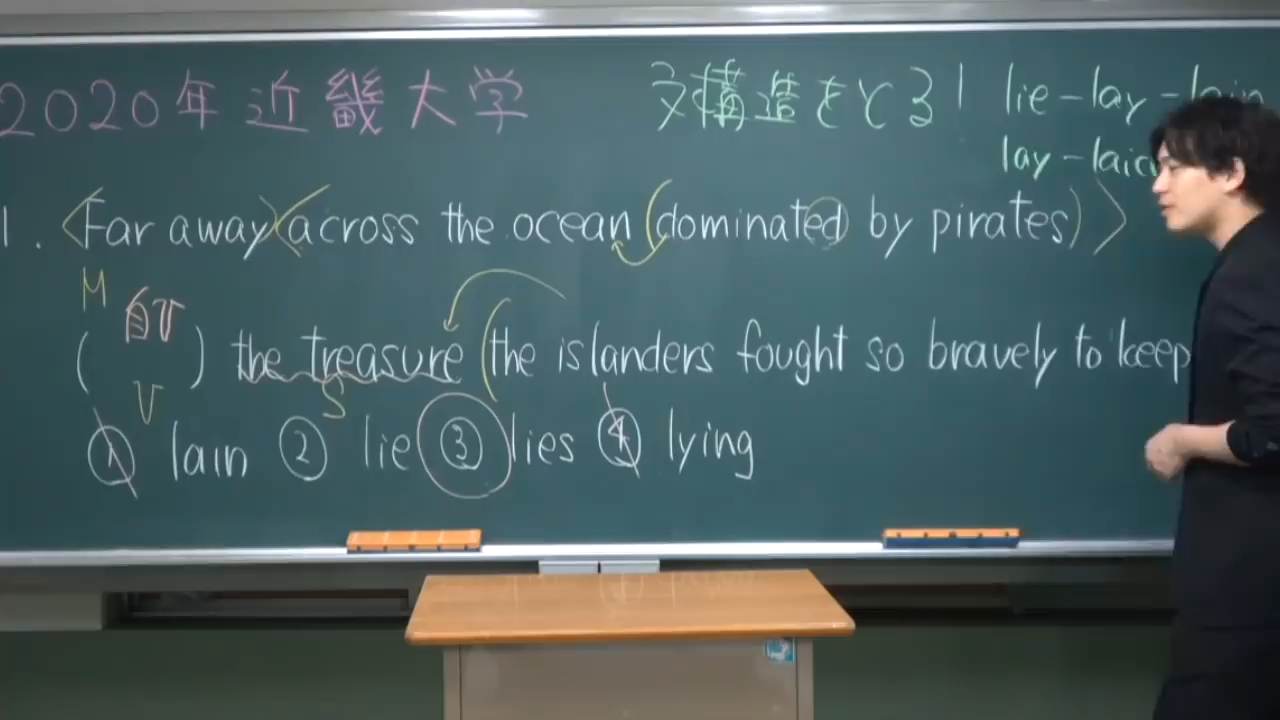 2020年近畿大学
文構造をとる! lie-lay-lain
lay-laid
1. <Far away><across the ocean (dominated by pirates)>
M
自V
( ) the treasure (the islanders fought so bravely to keep
V S
① lain ② lie ③ lies ④ lying